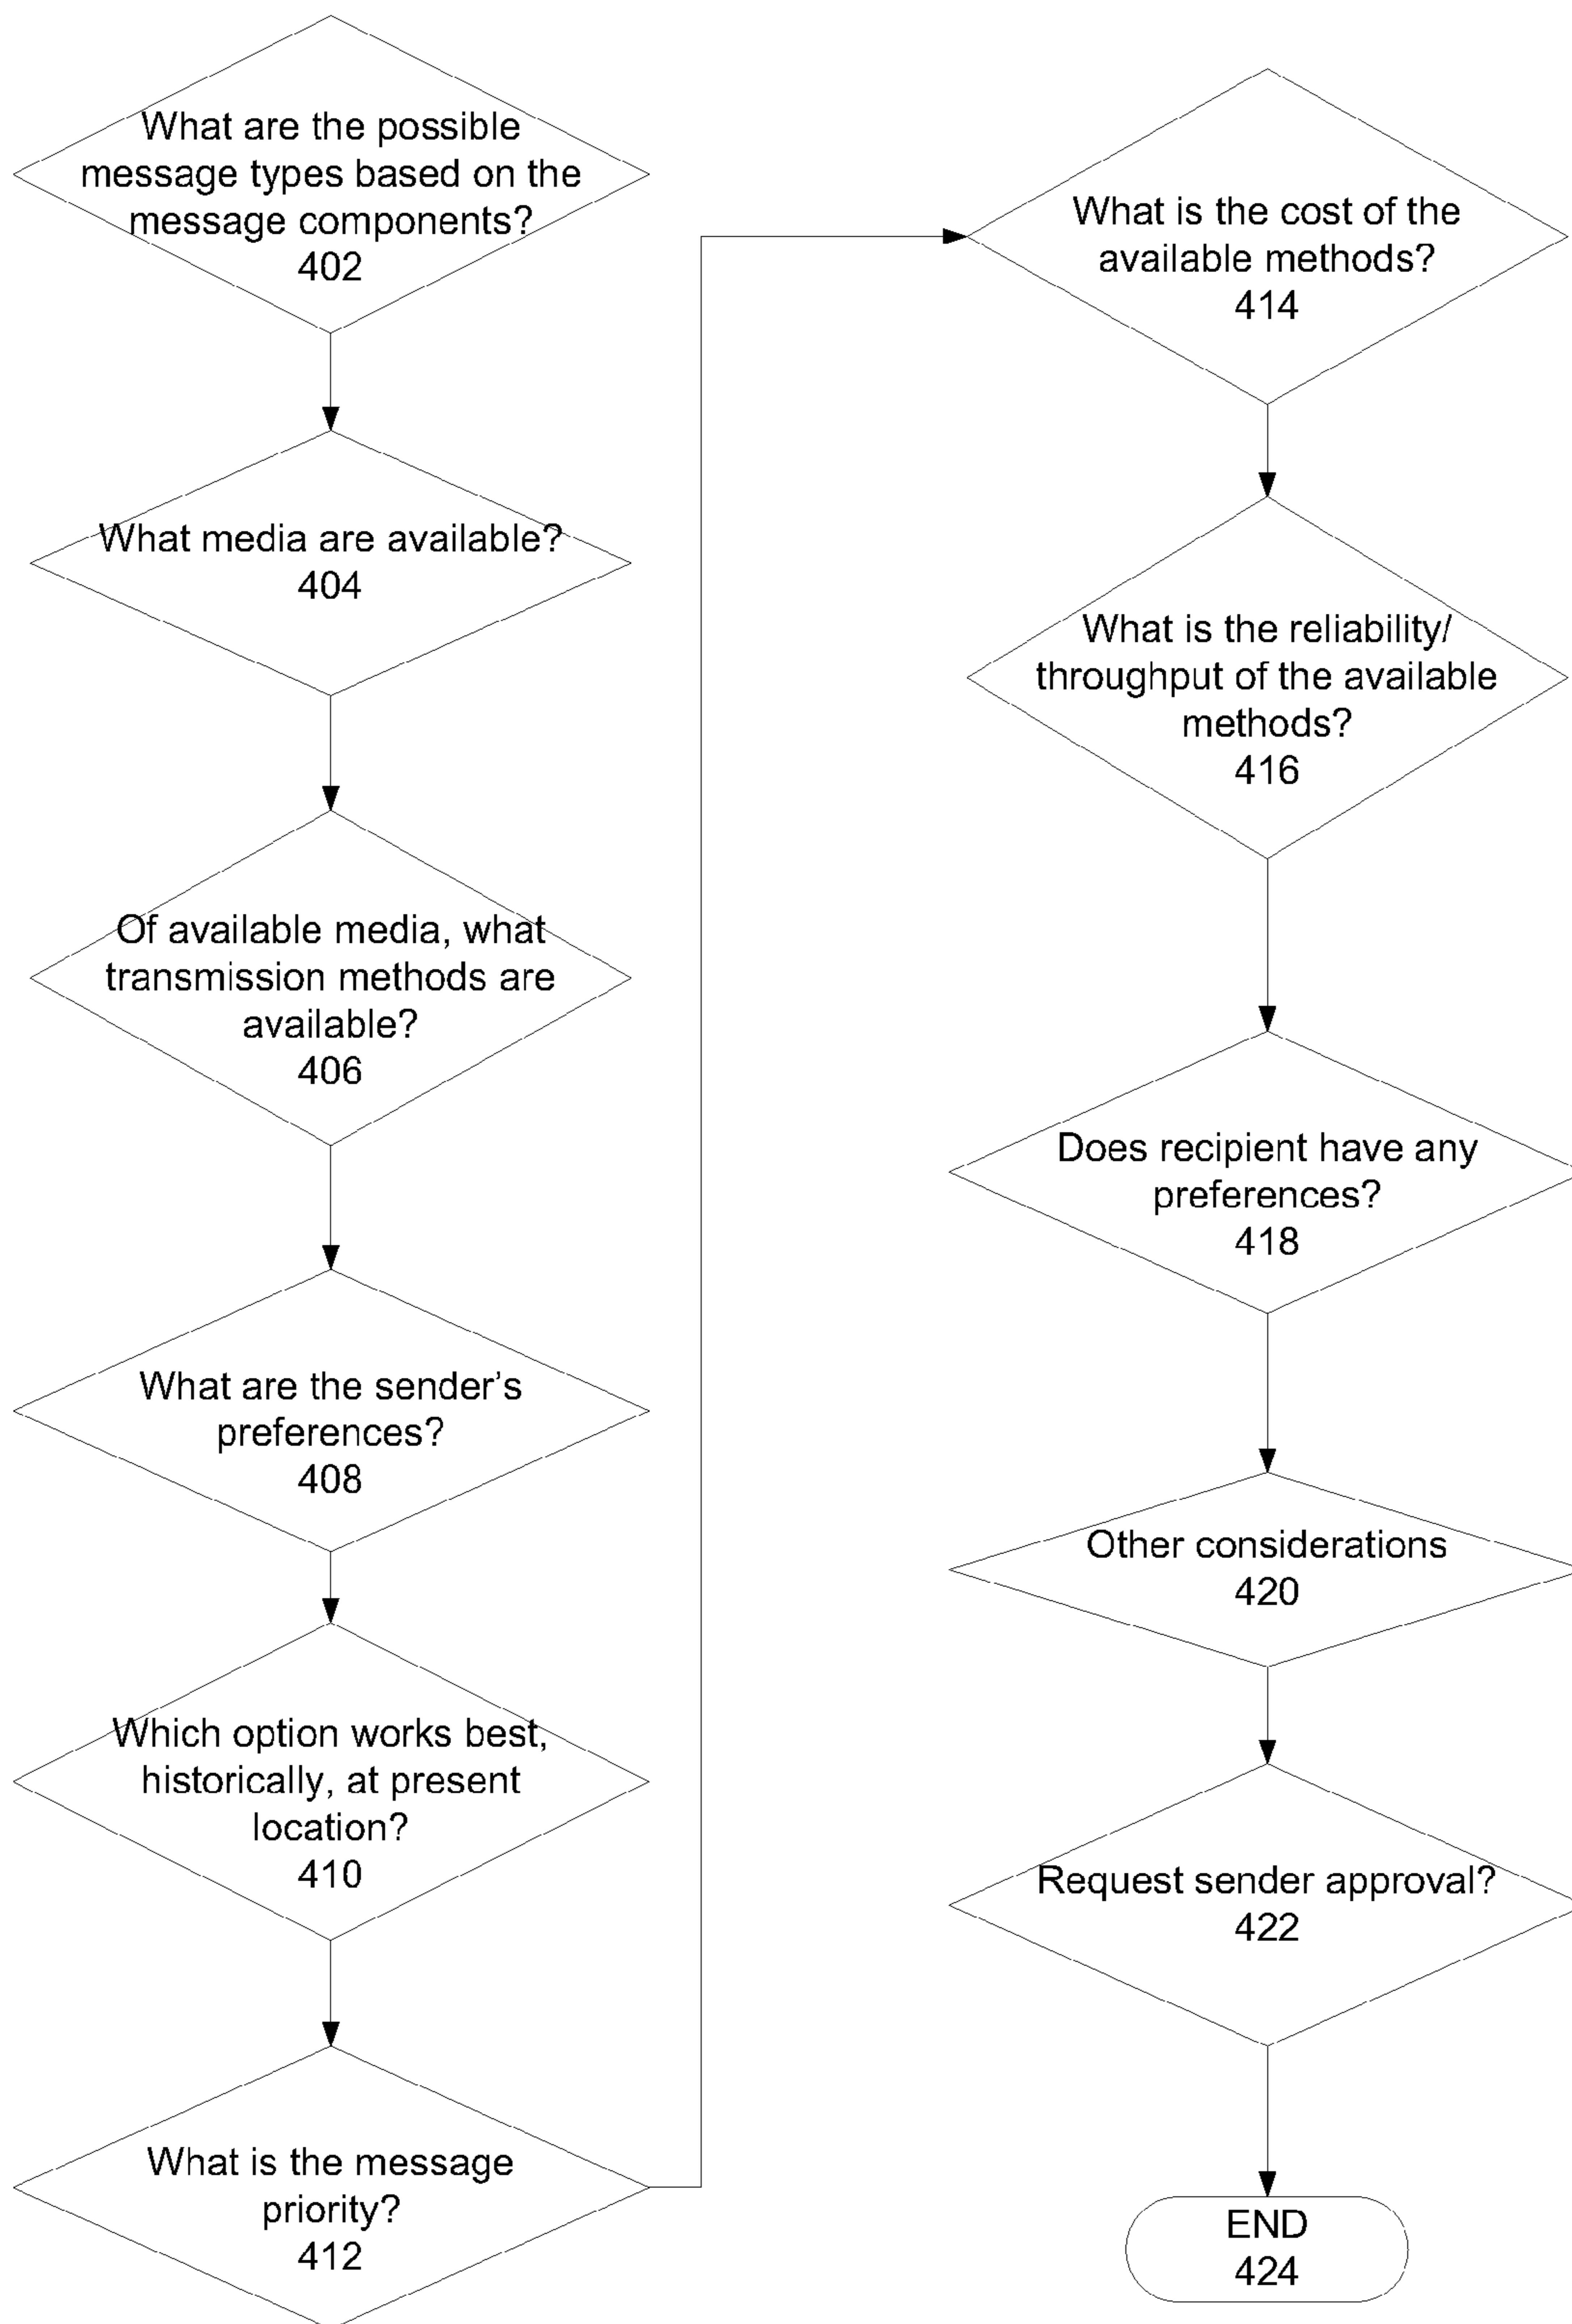 What are the possible
message types based on the
message components?
402
What media are available?
404
Of available media, what
transmission methods are
available?
406
What are the sender’s
preferences?
408
Which option works best,
historically, at present
location?
410
What is the message
priority?
412
What is the cost of the
available methods?
414
What is the reliability/
throughput of the available
methods?
416
Does recipient have any
preferences?
418
Other considerations
420
Request sender approval?
422
END
424